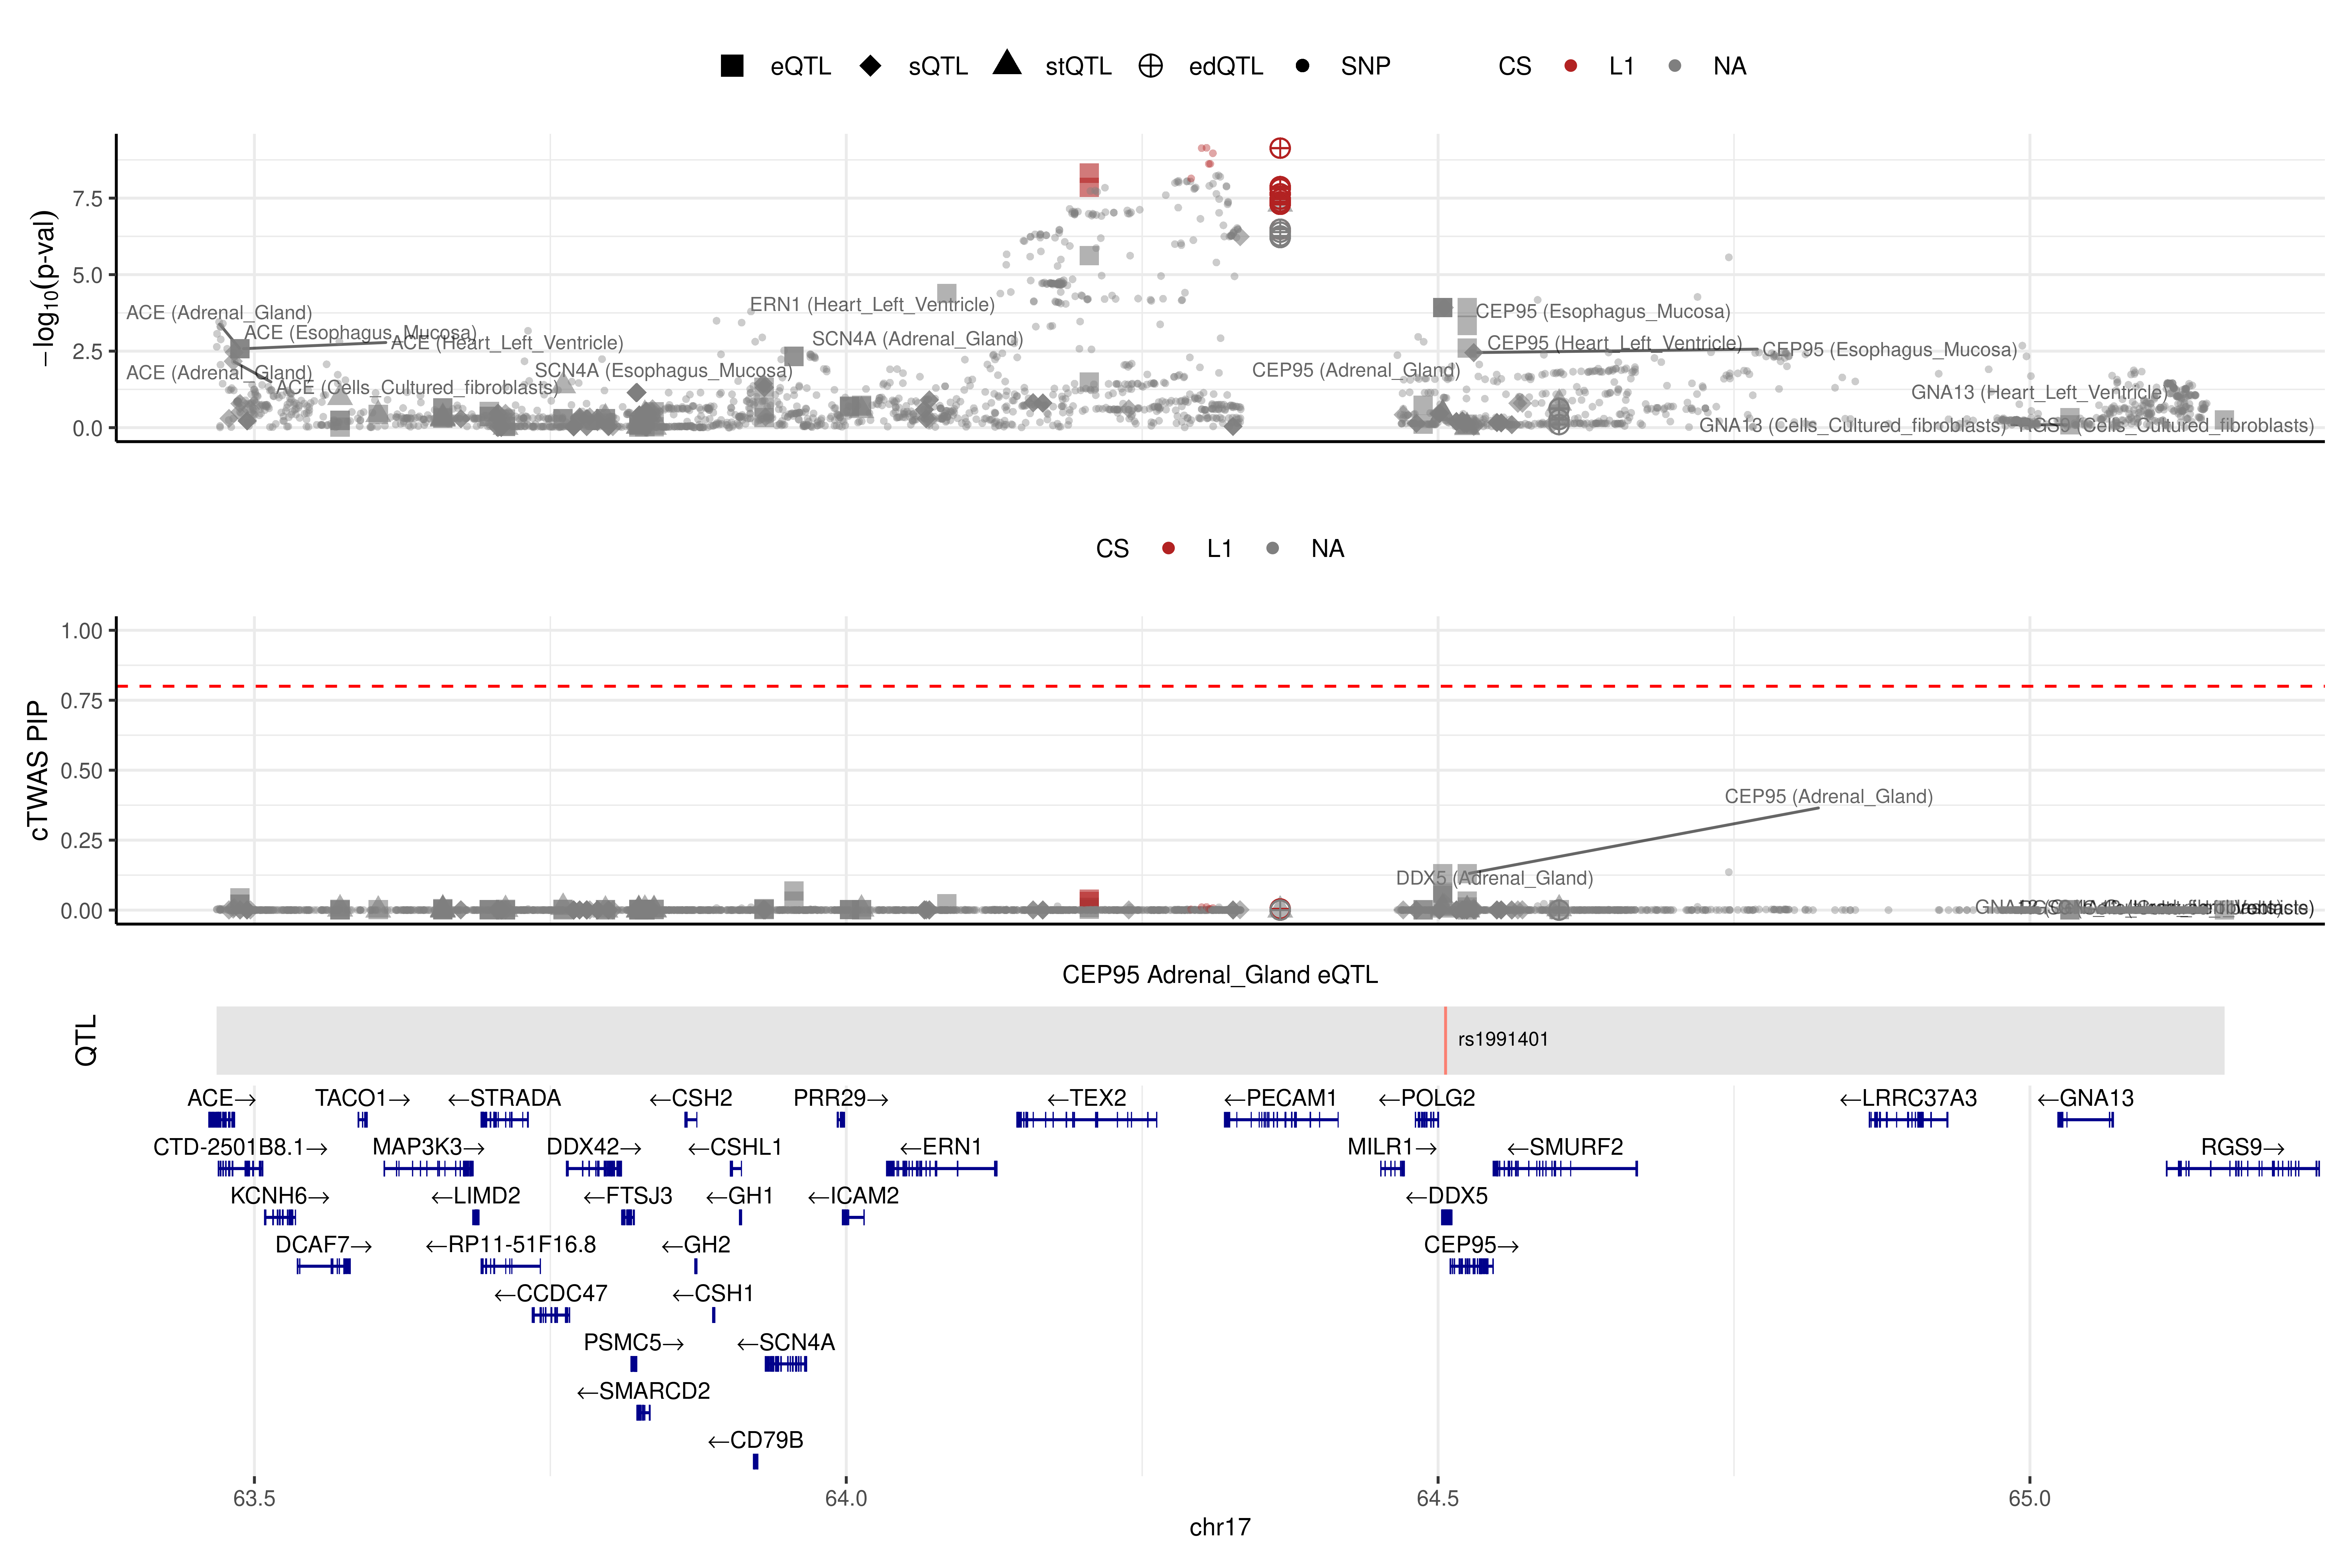 eQTL sQTL stQTL edQTL SNP CS L1 NA
−log10(p-val)
7.5
5.0
2.5
0.0
ACE (Adrenal_Gland)
ACE (Esophagus_Mucosa)
ACE (Heart_Left_Ventricle)
ACE (Adrenal_Gland)
ACE (Cells_Cultured_fibroblasts)
ERN1 (Heart_Left_Ventricle)
SCN4A (Adrenal_Gland)
SCN4A (Esophagus_Mucosa)
CEP95 (Esophagus_Mucosa)
CEP95 (Heart_Left_Ventricle)
CEP95 (Esophagus_Mucosa)
CEP95 (Adrenal_Gland)
GNA13 (Heart_Left_Ventricle)
GNA13 (Cells_Cultured_fibroblasts)
RGS9 (Cells_Cultured_fibroblasts)
CS L1 NA
cTWAS PIP
1.00
0.75
0.50
0.25
0.00
CEP95 (Adrenal_Gland)
DDX5 (Adrenal_Gland)
CEP95 Adrenal_Gland eQTL
QTL
rs1991401
ACE→ TACO1→ ←STRADA ←CSH2 PRR29→ ←TEX2 ←PECAM1 ←POLG2 ←LRRC37A3 ←GNA13
CTD-2501B8.1→ MAP3K3→ DDX42→ ←CSHL1 ←ERN1 MILR1→ ←SMURF2 RGS9→
KCNH6→ ←LIMD2 ←FTSJ3 ←GH1 ←ICAM2 ←DDX5
DCAF7→ ←RP11-51F16.8 ←GH2 CEP95→
←CCDC47 ←CSH1
PSMC5→ ←SCN4A
←SMARCD2
←CD79B
63.5 64.0 64.5 65.0
chr17